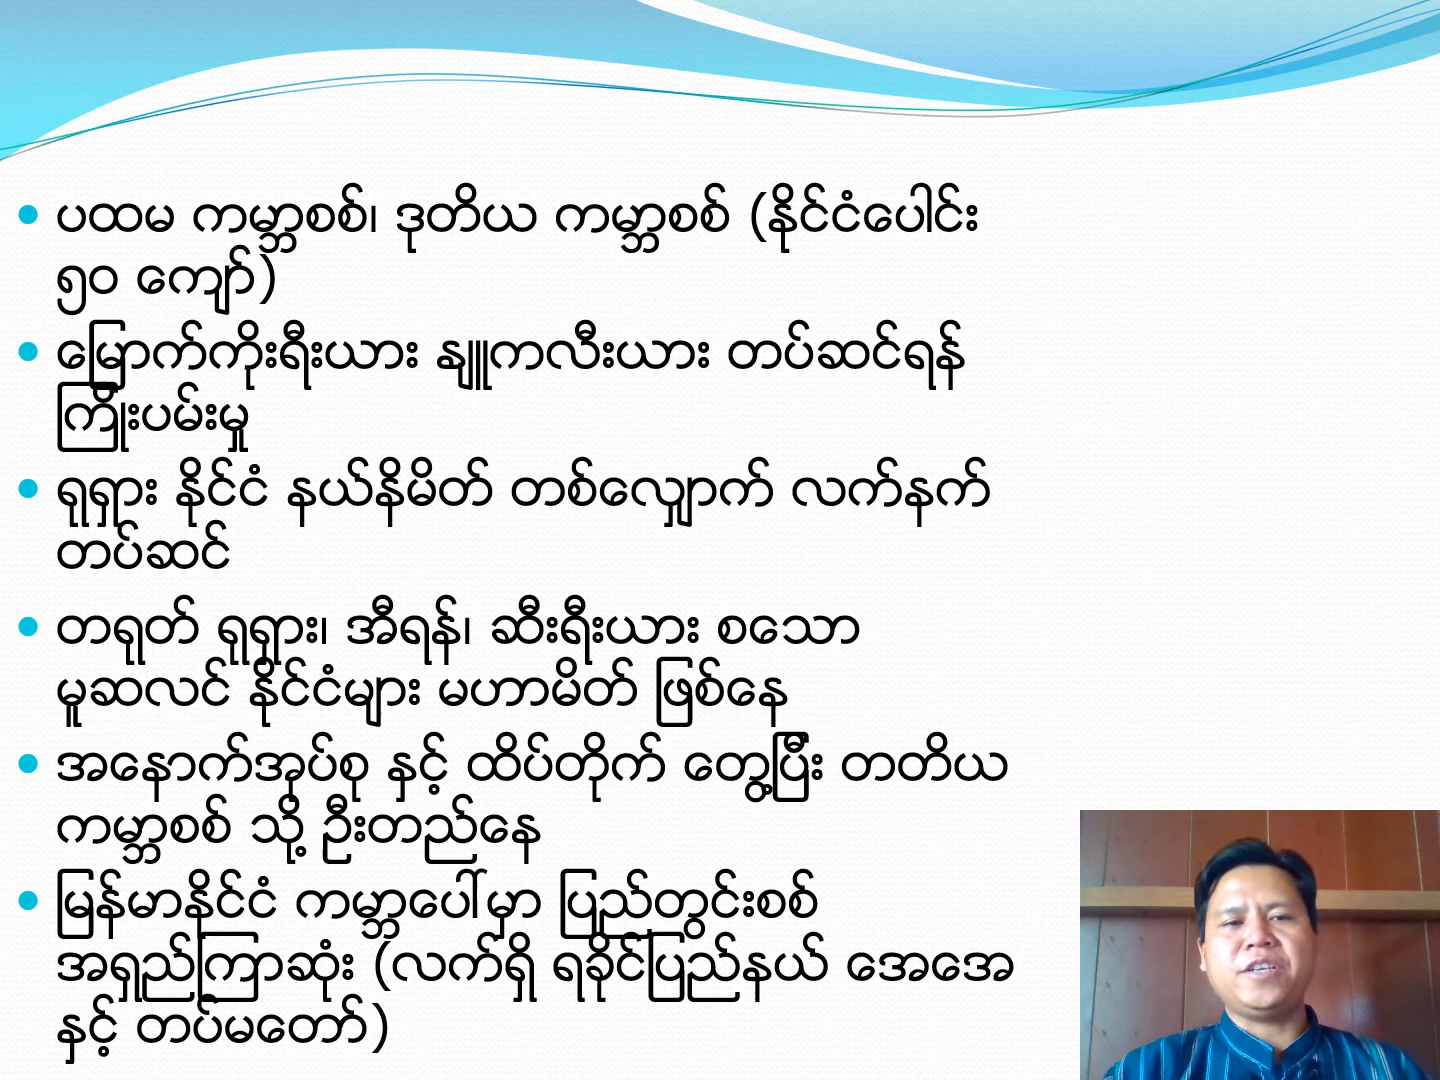 • ပထမ ကမ္ဘာစစ်၊ ဒုတိယ ကမ္ဘာစစ် (နိုင်ငံပေါင်း
၅၀ ကျော်)
• မြောက်ကိုးရီးယား နျူကလီးယား တပ်ဆင်ရန်
ကြိုးပမ်းမှု
• ရုရှား နိုင်ငံ နယ်နိမိတ် တစ်လျှောက် လက်နက်
တပ်ဆင်
• တရုတ် ရုရှား၊ အီရန်၊ ဆီးရီးယား စသော
မူဆလင် နိုင်ငံများ မဟာမိတ် ဖြစ်နေ
• အနောက်အုပ်စု နှင့် ထိပ်တိုက် တွေ့ပြီး တတိယ
ကမ္ဘာစစ် သို့ ဦးတည်နေ
• မြန်မာနိုင်ငံ ကမ္ဘာပေါ်မှာ ပြည်တွင်းစစ်
အရှည်ကြာဆုံး (လက်ရှိ ရခိုင်ပြည်နယ် အေအေ
နှင့် တပ်မတော်)